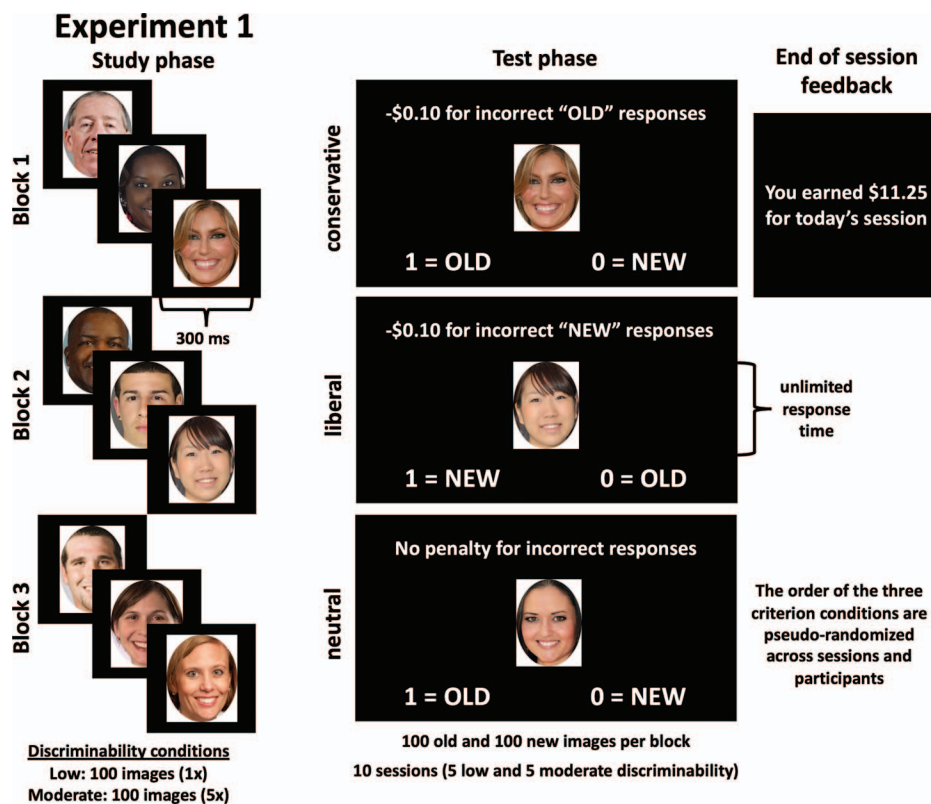 Experiment 1
Study phase
Test phase
End of session
feedback
Block 1
300 ms
conservative
-$0.10 for incorrect “OLD” responses
1 = OLD
0 = NEW
You earned $11.25
for today’s session
Block 2
liberal
-$0.10 for incorrect “NEW” responses
1 = NEW
0 = OLD
unlimited
response
time
Block 3
neutral
No penalty for incorrect responses
1 = OLD
0 = NEW
The order of the three
criterion conditions are
pseudo-randomized
across sessions and
participants
Discriminability conditions
Low: 100 images (1x)
Moderate: 100 images (5x)
100 old and 100 new images per block
10 sessions (5 low and 5 moderate discriminability)